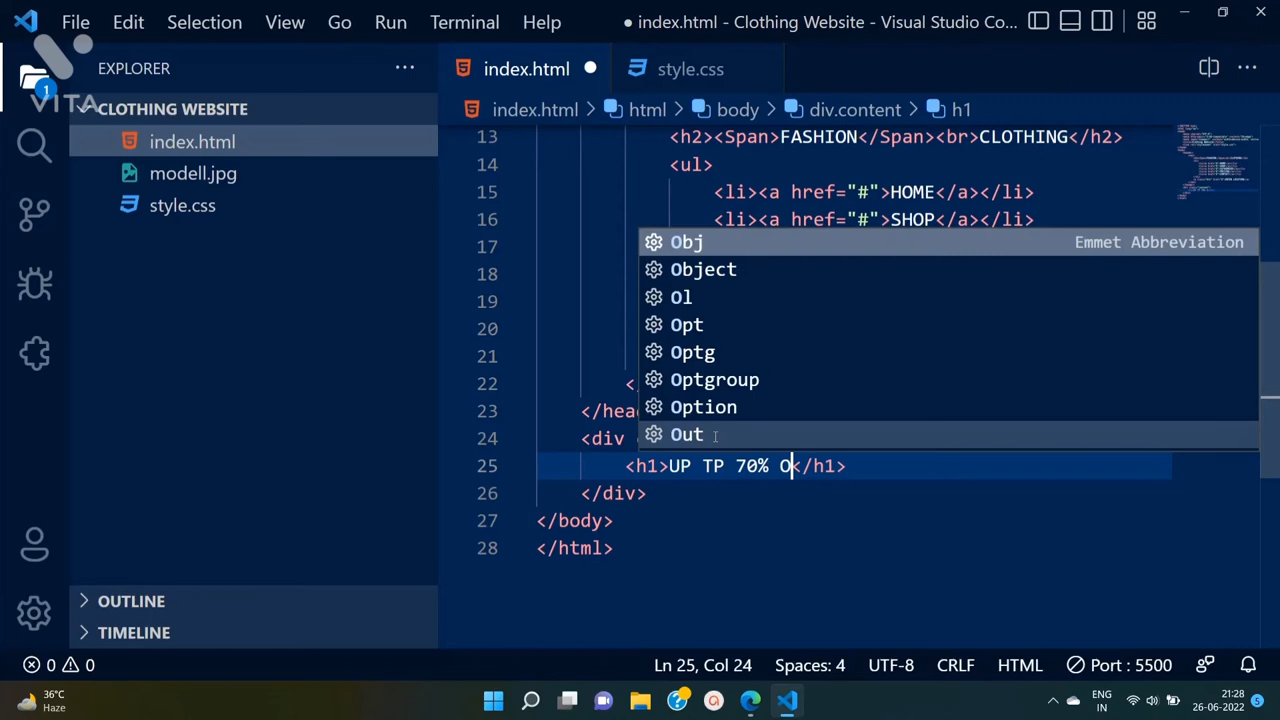 File Edit Selection View Go Run Terminal Help ● index.html - Clothing Website - Visual Studio Co...
VITA
1
EXPLORER
CLOTHING WEBSITE
index.html
modell.jpg
style.css
OUTLINE
TIMELINE
index.html ● style.css
index.html > html > body > div.content > h1
13 <h2><Span>FASHION</Span><br>CLOTHING</h2>
14 <ul>
15 <li><a href="#">HOME</a></li>
16 <li><a href="#">SHOP</a></li>
17
18
19
20
21
22 </
23 </head
24 <div
25 <h1>UP TP 70% O</h1>
26 </div>
27 </body>
28 </html>
Obj Emmet Abbreviation
Object
Ol
Opt
Optg
Optgroup
Option
Out
0 0 Ln 25, Col 24 Spaces: 4 UTF-8 CRLF HTML Port : 5500
36°C
Haze
ENG
IN
21:28
26-06-2022
5